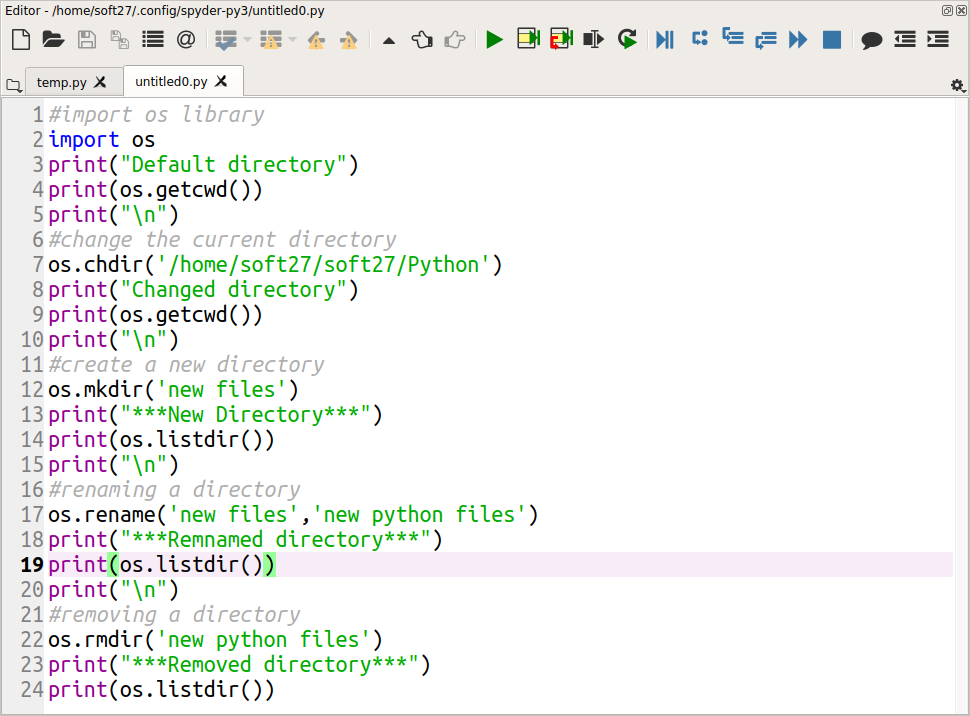 Editor - /home/soft27/.config/spyder-py3/untitled0.py
temp.py
untitled0.py
1 #import os library
2 import os
3 print("Default directory")
4 print(os.getcwd())
5 print("\n")
6 #change the current directory
7 os.chdir('/home/soft27/soft27/Python')
8 print("Changed directory")
9 print(os.getcwd())
10 print("\n")
11 #create a new directory
12 os.mkdir('new files')
13 print("***New Directory***")
14 print(os.listdir())
15 print("\n")
16 #renaming a directory
17 os.rename('new files','new python files')
18 print("***Remnamed directory***")
19 print(os.listdir())
20 print("\n")
21 #removing a directory
22 os.rmdir('new python files')
23 print("***Removed directory***")
24 print(os.listdir())